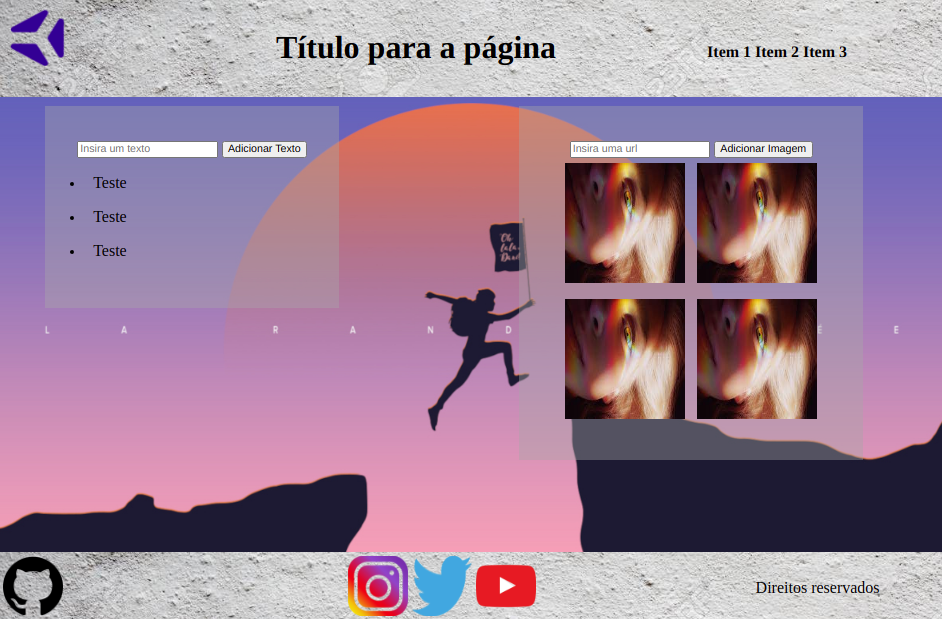 Título para a página
Item 1 Item 2 Item 3
Insira um texto Adicionar Texto
Insira uma url Adicionar Imagem
Teste
Teste
Teste
Oh
lala
L A R A N D É E
Direitos reservados